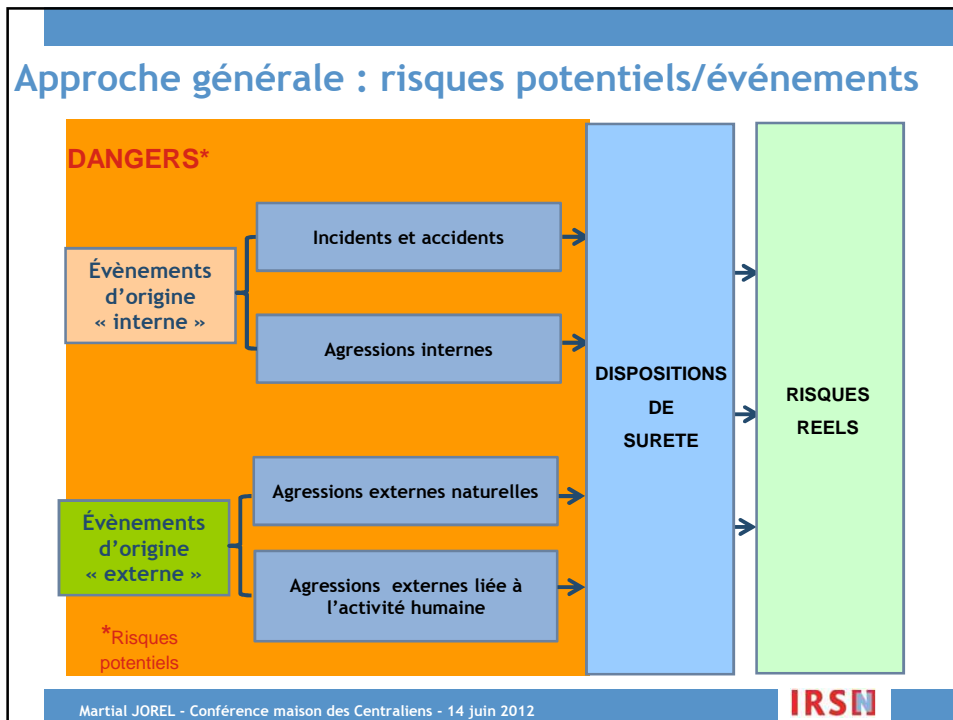 Approche générale : risques potentiels/événements
DANGERS*
Incidents et accidents
Évènements
d'origine
« interne »
Agressions internes
Agressions externes naturelles
Évènements
d'origine
« externe »
Agressions externes liée à
l'activité humaine
*Risques
potentiels
DISPOSITIONS
DE
SURETE
RISQUES
REELS
Martial JOREL - Conférence maison des Centraliens - 14 juin 2012
IRSN